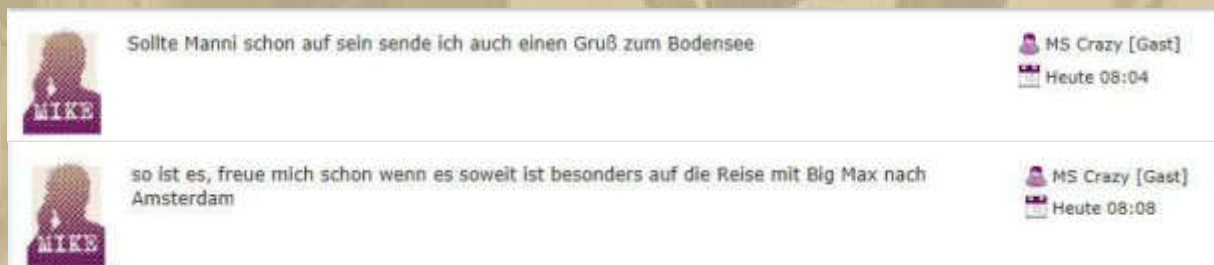 Sollte Manni schon auf sein sende ich auch einen Gruß zum Bodensee
MS Crazy [Gast]
Heute 08:04
MIKE
so ist es, freue mich schon wenn es soweit ist besonders auf die Reise mit Big Max nach
Amsterdam
MS Crazy [Gast]
Heute 08:08
MIKE